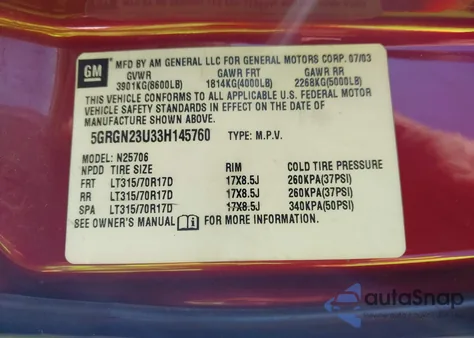 GM
MFD BY AM GENERAL LLC FOR GENERAL MOTORS CORP. 07/03
GVWR GAWR FRT GAWR RR
3901KG(8600LB) 1814KG(4000LB) 2268KG(5000LB)
THIS VEHICLE CONFORMS TO ALL APPLICABLE U.S. FEDERAL MOTOR
VEHICLE SAFETY STANDARDS IN EFFECT ON THE DATE OF
MANUFACTURE SHOWN ABOVE.
5GRGN23U33H145760 TYPE: M.P.V.
MODEL: N25706
NPDD TIRE SIZE RIM COLD TIRE PRESSURE
FRT LT315/70R17D 17X8.5J 260KPA(37PSI)
RR LT315/70R17D 17X8.5J 260KPA(37PSI)
SPA LT315/70R17D 17X8.5J 340KPA(50PSI)
SEE OWNER'S MANUAL FOR MORE INFORMATION
autoSnap